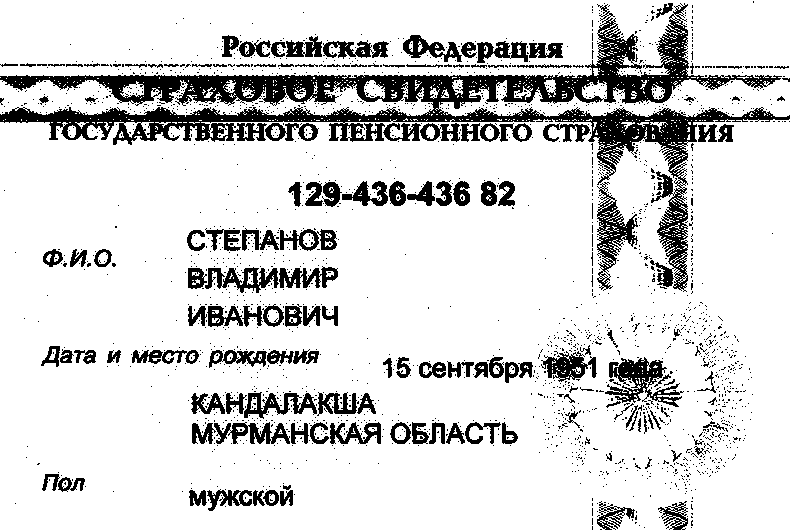 Российская Федерация
СТРАХОВОЕ СВИДЕТЕЛЬСТВО
ГОСУДАРСТВЕННОГО ПЕНСИОННОГО СТРАХОВАНИЯ
129-436-436 82
Ф.И.О.
СТЕПАНОВ
ВЛАДИМИР
ИВАНОВИЧ
Дата и место рождения
15 сентября 1951 года
КАНДАЛАКША
МУРМАНСКАЯ ОБЛАСТЬ
Пол
мужской